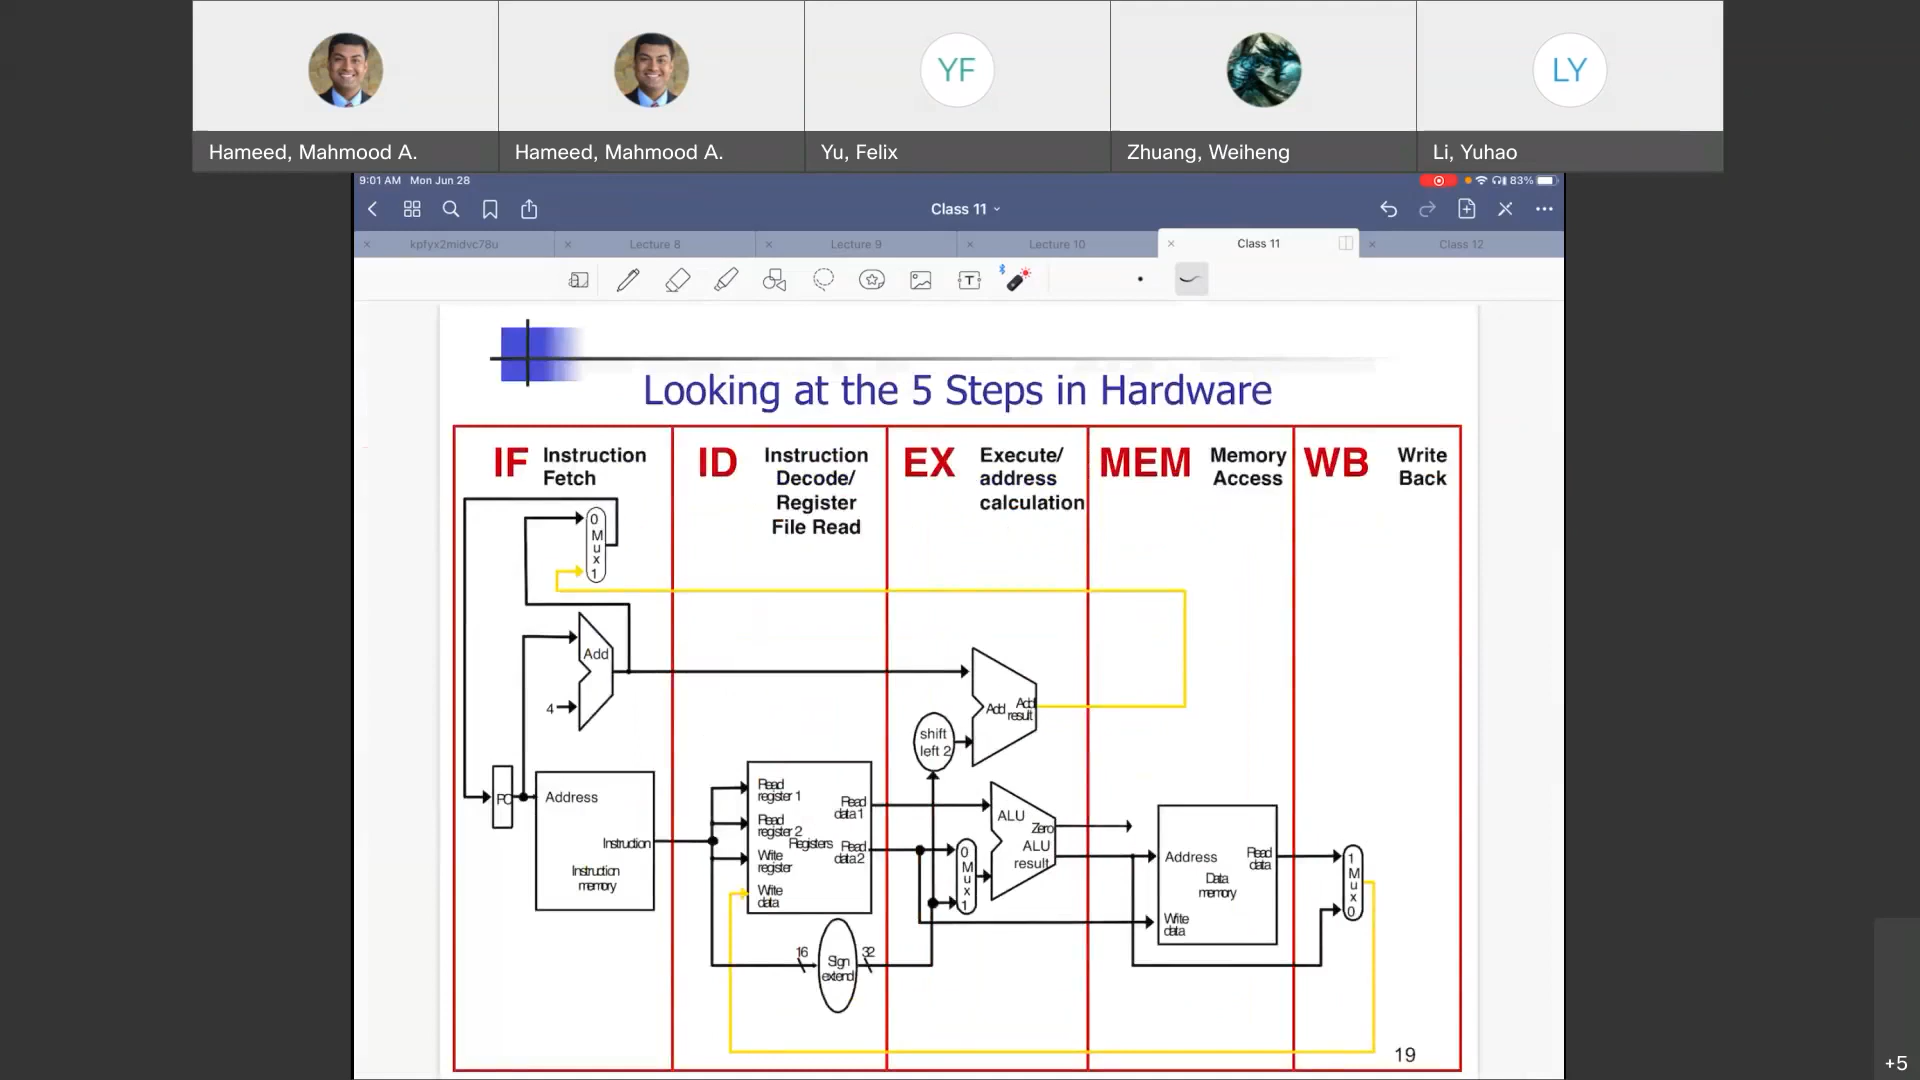 YF
LY
Hameed, Mahmood A.
Hameed, Mahmood A.
Yu, Felix
Zhuang, Weiheng
Li, Yuhao
9:01 AM Mon Jun 28
83%
Class 11
kpfyx2midvc78u
Lecture 8
Lecture 9
Lecture 10
Class 11
Class 12
T
Looking at the 5 Steps in Hardware
IF Instruction
Fetch
ID Instruction
Decode/
Register
File Read
EX Execute/
address
calculation
MEM Memory
Access
WB Write
Back
0
M
u
x
1
Add
4
Add Add
result
shift
left 2
PC
Address
Instruction
Instruction
memory
Read
register 1
Read
register 2
Write
register
Write
data
Registers
Read
data1
Read
data2
16
Sign
extend
32
0
M
u
x
1
ALU
Zero
ALU
result
Address
Read
data
Data
memory
Write
data
1
M
u
x
0
19
+5